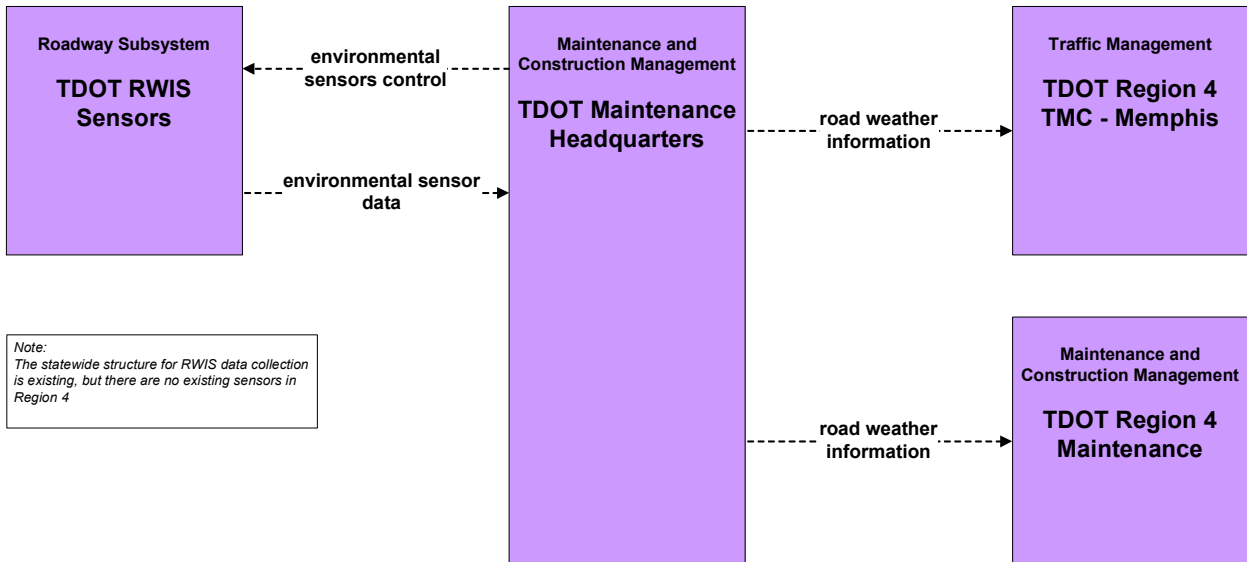 Roadway Subsystem
TDOT RWIS
Sensors
environmental
sensors control
environmental sensor
data
Maintenance and
Construction Management
TDOT Maintenance
Headquarters
road weather
information
Traffic Management
TDOT Region 4
TMC - Memphis
Note:
The statewide structure for RWIS data collection
is existing, but there are no existing sensors in
Region 4
road weather
information
Maintenance and
Construction Management
TDOT Region 4
Maintenance